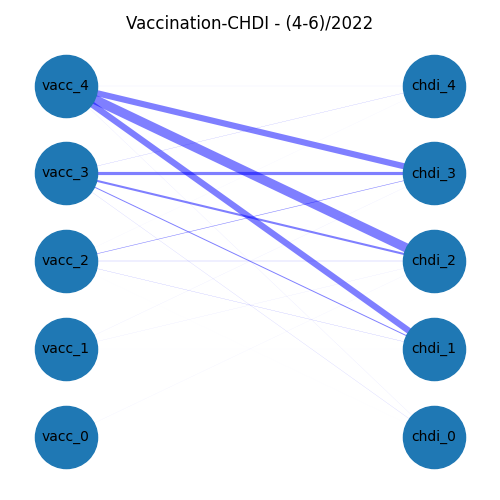 Vaccination-CHDI - (4-6)/2022
vacc_4 chdi_4
vacc_3 chdi_3
vacc_2 chdi_2
vacc_1 chdi_1
vacc_0 chdi_0